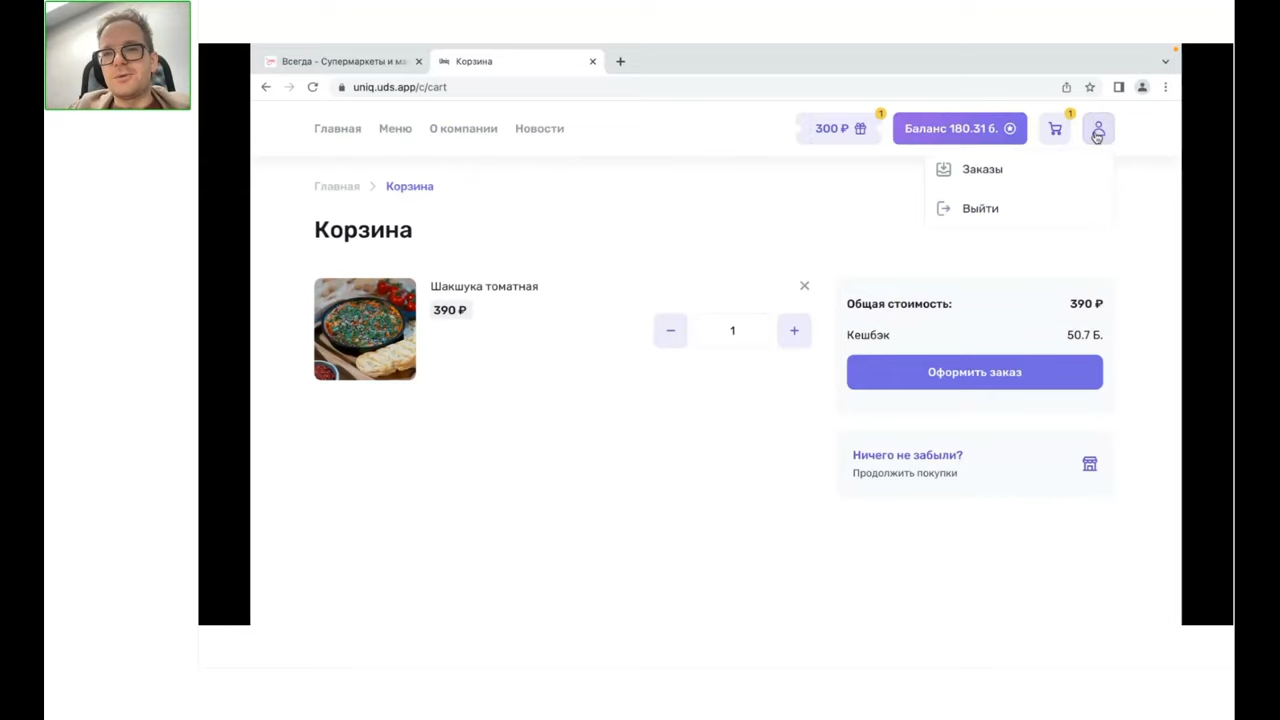 Всегда - Супермаркеты и ма
Uniq Корзина
uniq.uds.app/c/cart
Главная Меню О компании Новости
300 ₽ 1 Баланс 180.31 б. 1
Заказы
Выйти
Главная Корзина
Корзина
Шакшука томатная
390 ₽
1
Общая стоимость: 390 ₽
Кешбэк 50.7 Б.
Оформить заказ
Ничего не забыли?
Продолжить покупки